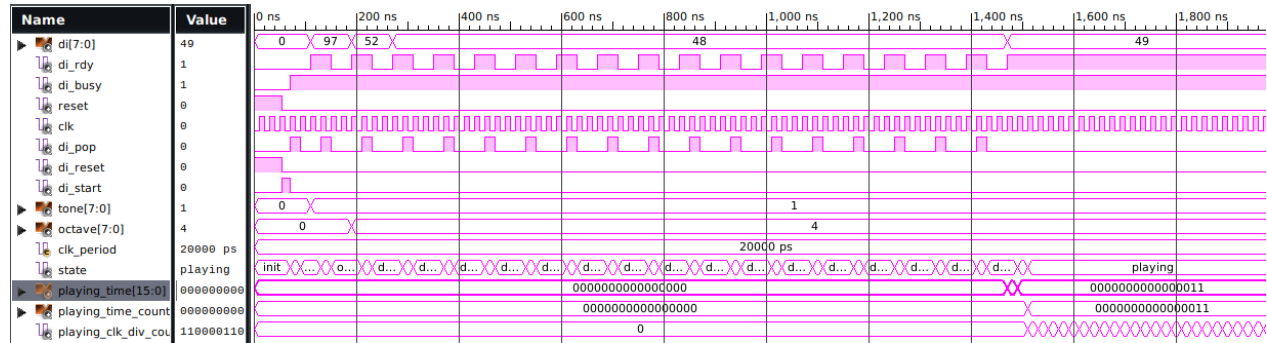 Name Value 0 ns 200 ns 400 ns 600 ns 800 ns 1,000 ns 1,200 ns 1,400 ns 1,600 ns 1,800 ns
di[7:0] 49 0 97 52 48 49
di_rdy 1
di_busy 1
reset 0
clk 0
di_pop 0
di_reset 0
di_start 0
tone[7:0] 1 0 1
octave[7:0] 4 0 4
clk_period 20000 ps 20000 ps
state playing init ... o... d... d... d... d... d... d... d... d... d... d... d... d... d... d... d... playing
playing_time[15:0] 000000000 0000000000000000 0000000000000011
playing_time_count 000000000 0000000000000000 0000000000000011
playing_clk_div_cou 110000110 0